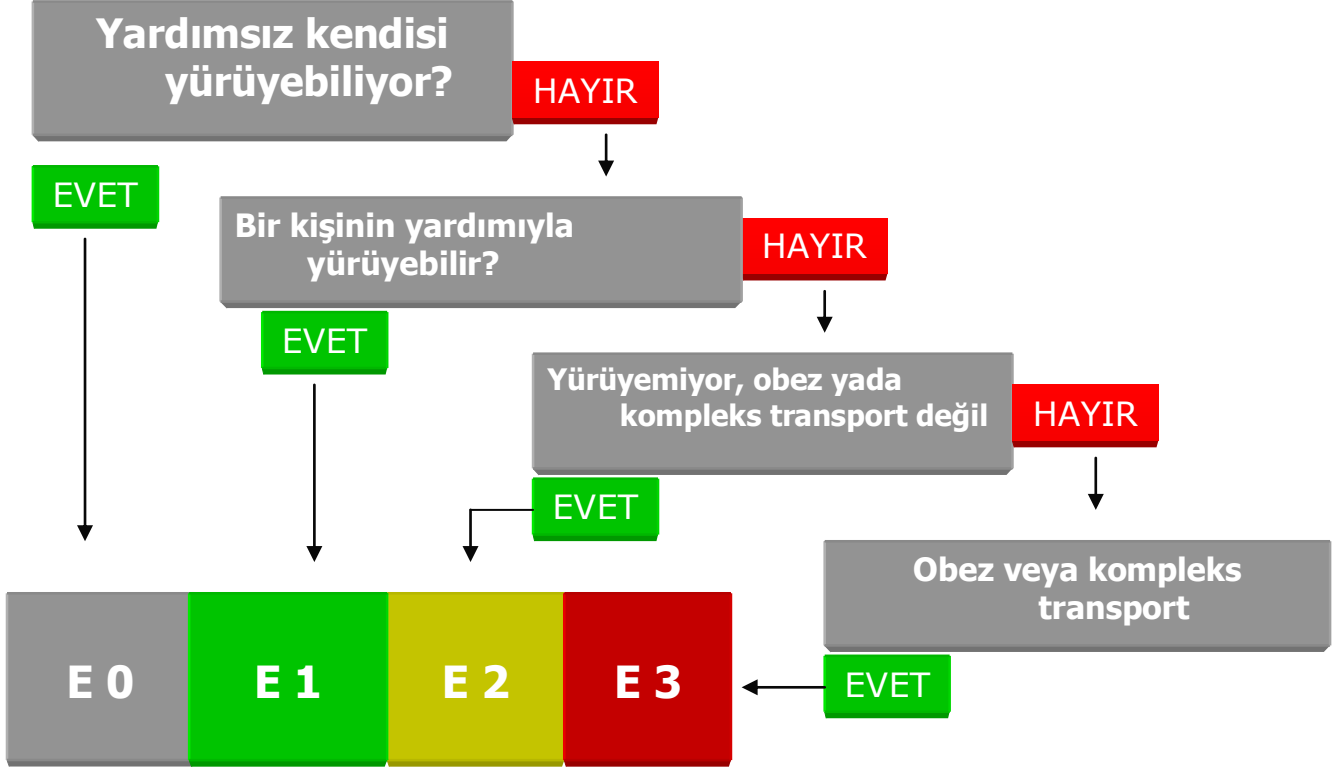 Yardımsız kendisi
yürüyebiliyor?
HAYIR
EVET
Bir kişinin yardımıyla
yürüyebilir?
HAYIR
EVET
Yürüyemiyor, obez yada
kompleks transport değil
HAYIR
EVET
Obez veya kompleks
transport
EVET
E 0
E 1
E 2
E 3